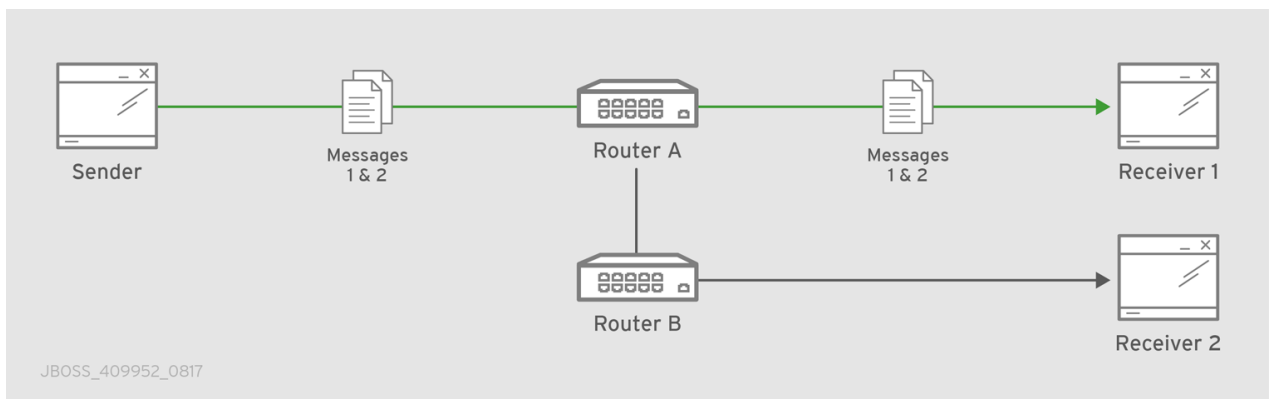 Sender
Messages
1 & 2
Router A
Messages
1 & 2
Receiver 1
Router B
Receiver 2
JBOSS_409952_0817